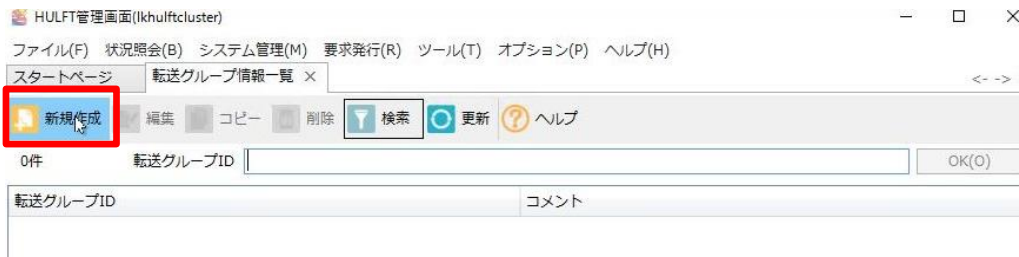 HULFT管理画面(lkhulftcluster)
ファイル(F) 状況照会(B) システム管理(M) 要求発行(R) ツール(T) オプション(P) ヘルプ(H)
スタートページ 転送グループ情報一覧 × <- ->
新規作成 編集 コピー 削除 検索 更新 ? ヘルプ
0件 転送グループID OK(O)
転送グループID コメント